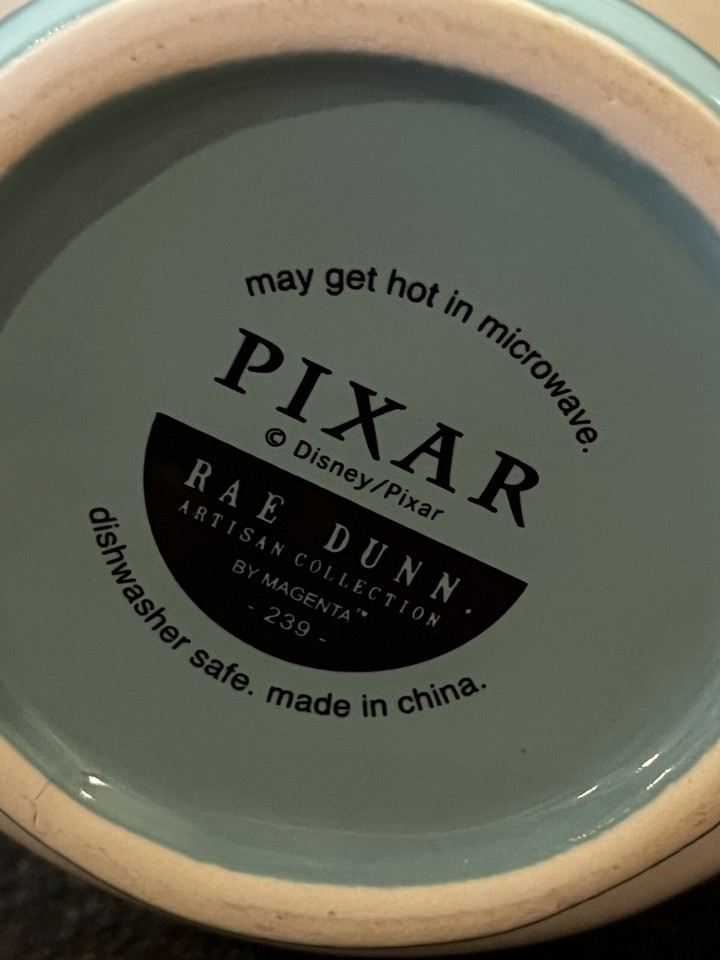 may get hot in microwave.
PIXAR
© Disney/Pixar
RAE DUNN.
ARTISAN COLLECTION
BY MAGENTA™
- 239 -
dishwasher safe. made in china.